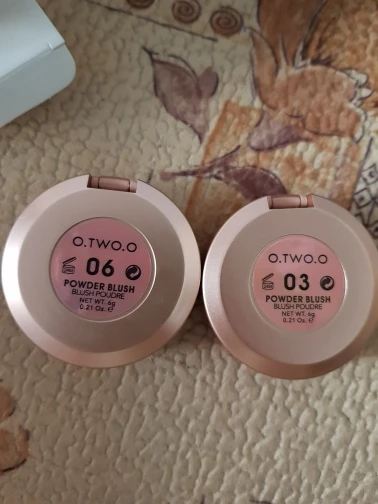 O.TWO.O
06
POWDER BLUSH
BLUSH POUDRE
NET WT. 6g
0.21 Oz. ℮
O.TWO.O
03
POWDER BLUSH
BLUSH POUDRE
NET WT. 6g
0.21 Oz. ℮